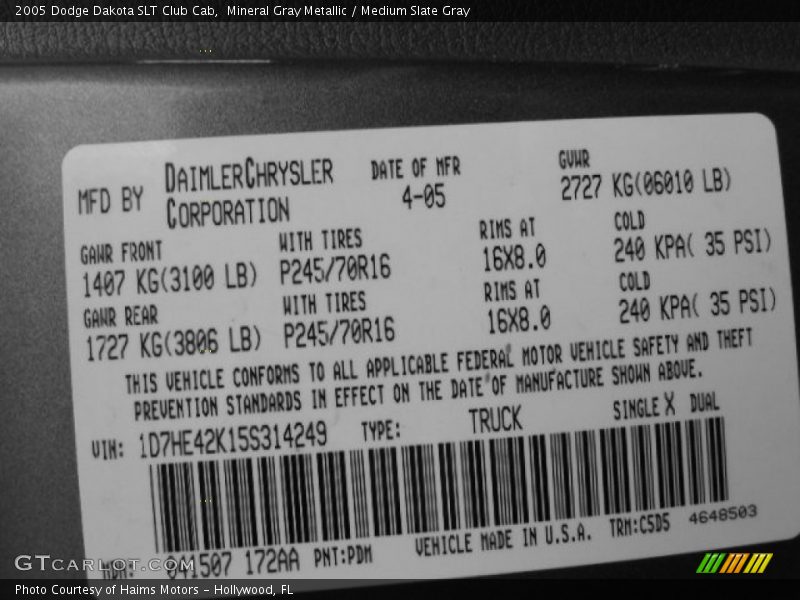 2005 Dodge Dakota SLT Club Cab,  Mineral Gray Metallic / Medium Slate Gray
MFD BY DAIMLERCHRYSLER CORPORATION
DATE OF MFR
4-05
GVWR
2727 KG(06010 LB)
GAWR FRONT WITH TIRES RIMS AT COLD
1407 KG(3100 LB) P245/70R16 16X8.0 240 KPA( 35 PSI)
GAWR REAR WITH TIRES RIMS AT COLD
1727 KG(3806 LB) P245/70R16 16X8.0 240 KPA( 35 PSI)
THIS VEHICLE CONFORMS TO ALL APPLICABLE FEDERAL MOTOR VEHICLE SAFETY AND THEFT
PREVENTION STANDARDS IN EFFECT ON THE DATE OF MANUFACTURE SHOWN ABOVE.
VIN: 1D7HE42K15S314249 TYPE: TRUCK SINGLE X DUAL
MDH: 041507 172AA PNT:PDM VEHICLE MADE IN U.S.A. TRM:C5D5 4648503
GTCARLOT.COM
Photo Courtesy of Haims Motors - Hollywood, FL